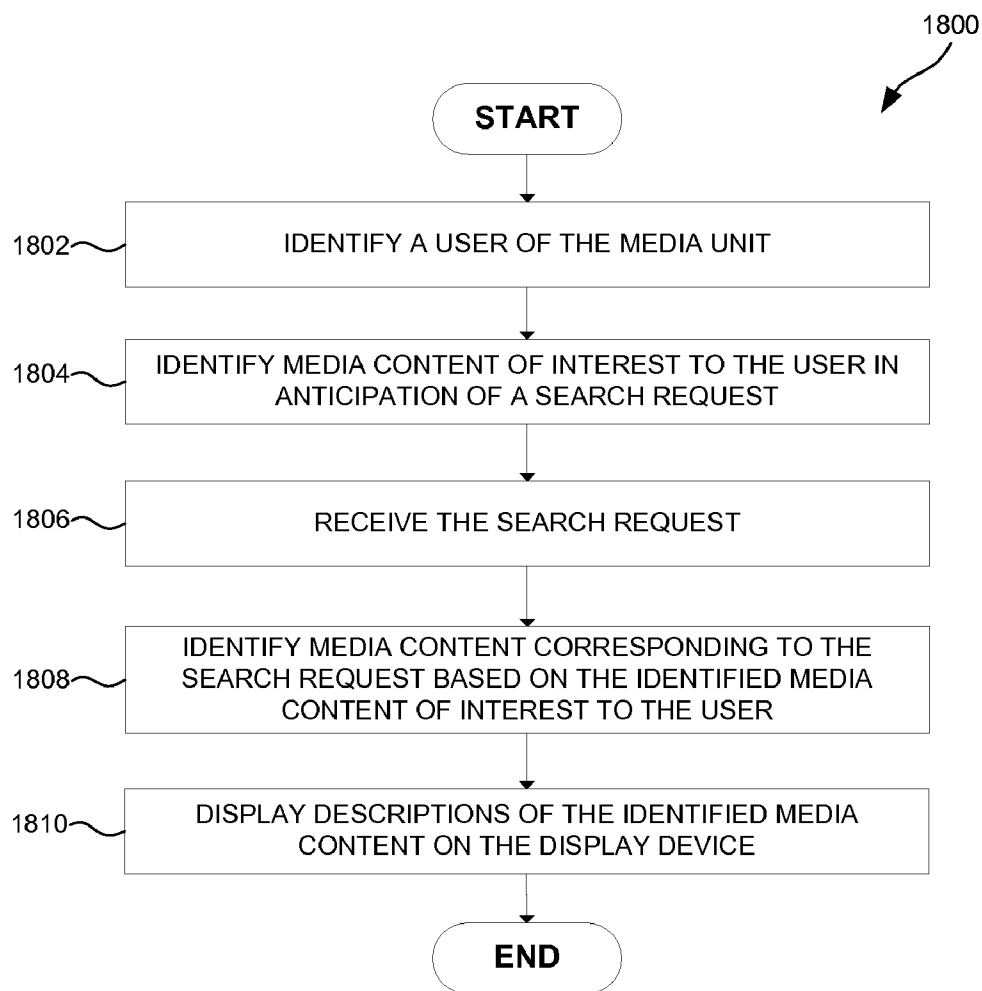 1800
START
1802
IDENTIFY A USER OF THE MEDIA UNIT
1804
IDENTIFY MEDIA CONTENT OF INTEREST TO THE USER IN
ANTICIPATION OF A SEARCH REQUEST
1806
RECEIVE THE SEARCH REQUEST
1808
IDENTIFY MEDIA CONTENT CORRESPONDING TO THE
SEARCH REQUEST BASED ON THE IDENTIFIED MEDIA
CONTENT OF INTEREST TO THE USER
1810
DISPLAY DESCRIPTIONS OF THE IDENTIFIED MEDIA
CONTENT ON THE DISPLAY DEVICE
END